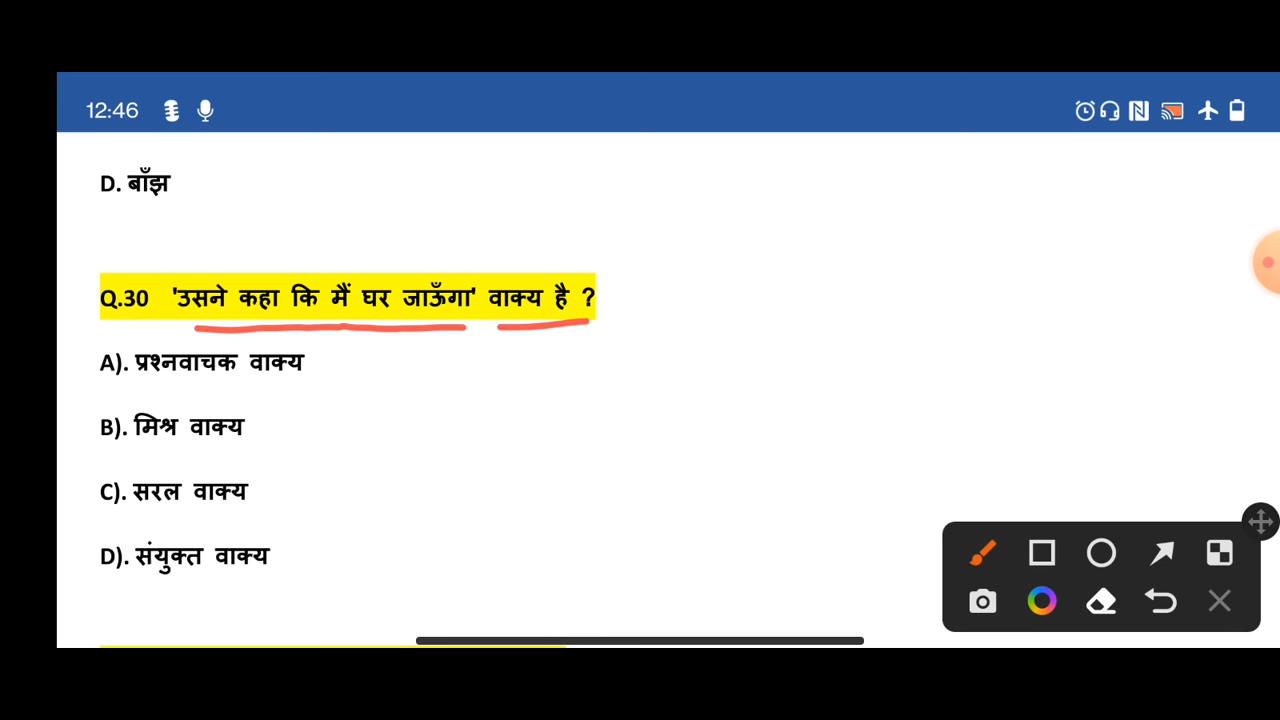 12:46
D. बाँझ
Q.30 'उसने कहा कि मैं घर जाऊँगा' वाक्य है ?
A). प्रश्नवाचक वाक्य
B). मिश्र वाक्य
C). सरल वाक्य
D). संयुक्त वाक्य